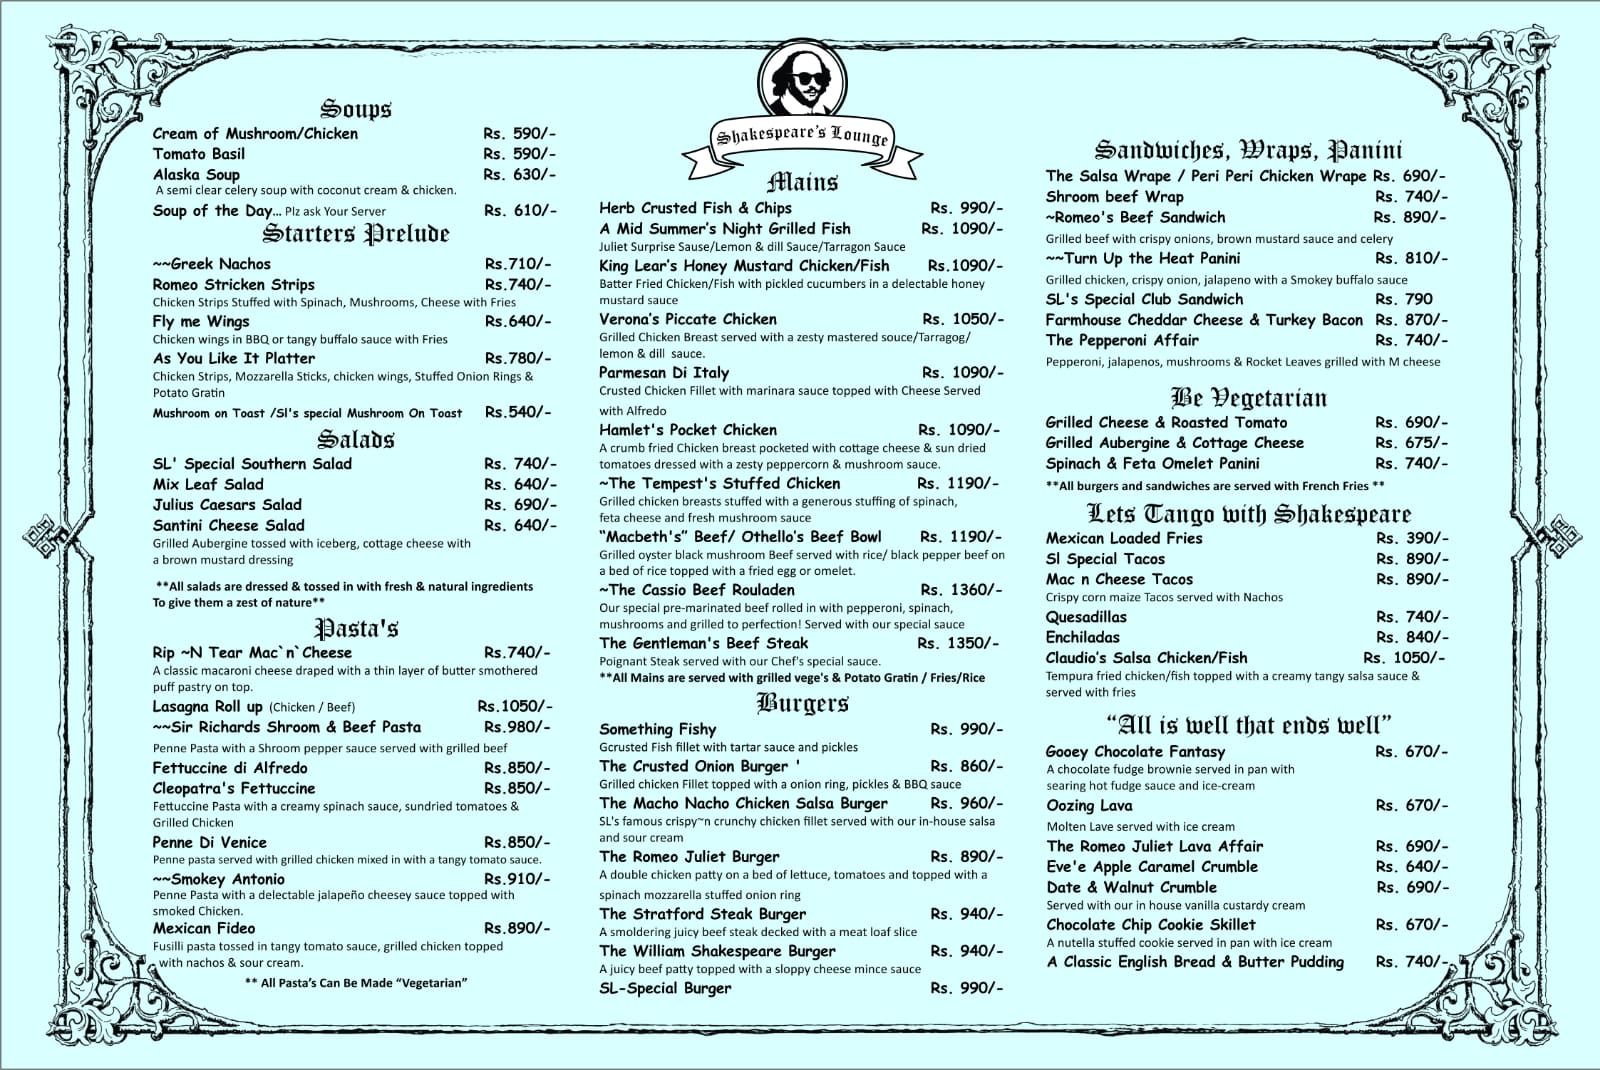 Soups
Cream of Mushroom/Chicken Rs. 590/-
Tomato Basil Rs. 590/-
Alaska Soup Rs. 630/-
A semi clear celery soup with coconut cream & chicken.
Soup of the Day... Plz ask Your Server Rs. 610/-
Starters Prelude
~~Greek Nachos Rs.710/-
Romeo Stricken Strips Rs.740/-
Chicken Strips Stuffed with Spinach, Mushrooms, Cheese with Fries
Fly me Wings Rs.640/-
Chicken wings in BBQ or tangy buffalo sauce with Fries
As You Like It Platter Rs.780/-
Chicken Strips, Mozzarella Sticks, chicken wings, Stuffed Onion Rings &
Potato Gratin
Mushroom on Toast /Sl's special Mushroom On Toast Rs.540/-
Salads
SL' Special Southern Salad Rs. 740/-
Mix Leaf Salad Rs. 640/-
Julius Caesars Salad Rs. 690/-
Santini Cheese Salad Rs. 640/-
Grilled Aubergine tossed with iceberg, cottage cheese with
a brown mustard dressing
**All salads are dressed & tossed in with fresh & natural ingredients
To give them a zest of nature**
Pasta's
Rip ~N Tear Mac`n`Cheese Rs.740/-
A classic macaroni cheese draped with a thin layer of butter smothered
puff pastry on top.
Lasagna Roll up (Chicken / Beef) Rs.1050/-
~~Sir Richards Shroom & Beef Pasta Rs.980/-
Penne Pasta with a Shroom pepper sauce served with grilled beef
Fettuccine di Alfredo Rs.850/-
Cleopatra's Fettuccine Rs.850/-
Fettuccine Pasta with a creamy spinach sauce, sundried tomatoes &
Grilled Chicken
Penne Di Venice Rs.850/-
Penne pasta served with grilled chicken mixed in with a tangy tomato sauce.
~~Smokey Antonio Rs.910/-
Penne Pasta with a delectable jalapeño cheesey sauce topped with
smoked Chicken.
Mexican Fideo Rs.890/-
Fusilli pasta tossed in tangy tomato sauce, grilled chicken topped
with nachos & sour cream.
** All Pasta's Can Be Made "Vegetarian"
Shakespeare's Lounge
Mains
Herb Crusted Fish & Chips Rs. 990/-
A Mid Summer's Night Grilled Fish Rs. 1090/-
Juliet Surprise Sause/Lemon & dill Sauce/Tarragon Sauce
King Lear's Honey Mustard Chicken/Fish Rs.1090/-
Batter Fried Chicken/Fish with pickled cucumbers in a delectable honey
mustard sauce
Verona's Piccate Chicken Rs. 1050/-
Grilled Chicken Breast served with a zesty mastered souce/Tarragog/
lemon & dill sauce.
Parmesan Di Italy Rs. 1090/-
Crusted Chicken Fillet with marinara sauce topped with Cheese Served
with Alfredo
Hamlet's Pocket Chicken Rs. 1090/-
A crumb fried Chicken breast pocketed with cottage cheese & sun dried
tomatoes dressed with a zesty peppercorn & mushroom sauce.
~The Tempest's Stuffed Chicken Rs. 1190/-
Grilled chicken breasts stuffed with a generous stuffing of spinach,
feta cheese and fresh mushroom sauce
"Macbeth's" Beef/ Othello's Beef Bowl Rs. 1190/-
Grilled oyster black mushroom Beef served with rice/ black pepper beef on
a bed of rice topped with a fried egg or omelet.
~The Cassio Beef Rouladen Rs. 1360/-
Our special pre-marinated beef rolled in with pepperoni, spinach,
mushrooms and grilled to perfection! Served with our special sauce
The Gentleman's Beef Steak Rs. 1350/-
Poignant Steak served with our Chef's special sauce.
**All Mains are served with grilled vege's & Potato Gratin / Fries/Rice
Burgers
Something Fishy Rs. 990/-
Gcrusted Fish fillet with tartar sauce and pickles
The Crusted Onion Burger ' Rs. 860/-
Grilled chicken Fillet topped with a onion ring, pickles & BBQ sauce
The Macho Nacho Chicken Salsa Burger Rs. 960/-
SL's famous crispy~n crunchy chicken fillet served with our in-house salsa
and sour cream
The Romeo Juliet Burger Rs. 890/-
A double chicken patty on a bed of lettuce, tomatoes and topped with a
spinach mozzarella stuffed onion ring
The Stratford Steak Burger Rs. 940/-
A smoldering juicy beef steak decked with a meat loaf slice
The William Shakespeare Burger Rs. 940/-
A juicy beef patty topped with a sloppy cheese mince sauce
SL-Special Burger Rs. 990/-
Sandwiches, Wraps, Panini
The Salsa Wrape / Peri Peri Chicken Wrape Rs. 690/-
Shroom beef Wrap Rs. 740/-
~Romeo's Beef Sandwich Rs. 890/-
Grilled beef with crispy onions, brown mustard sauce and celery
~~Turn Up the Heat Panini Rs. 810/-
Grilled chicken, crispy onion, jalapeno with a Smokey buffalo sauce
SL's Special Club Sandwich Rs. 790
Farmhouse Cheddar Cheese & Turkey Bacon Rs. 870/-
The Pepperoni Affair Rs. 740/-
Pepperoni, jalapenos, mushrooms & Rocket Leaves grilled with M cheese
Be Vegetarian
Grilled Cheese & Roasted Tomato Rs. 690/-
Grilled Aubergine & Cottage Cheese Rs. 675/-
Spinach & Feta Omelet Panini Rs. 740/-
**All burgers and sandwiches are served with French Fries **
Lets Tango with Shakespeare
Mexican Loaded Fries Rs. 390/-
Sl Special Tacos Rs. 890/-
Mac n Cheese Tacos Rs. 890/-
Crispy corn maize Tacos served with Nachos
Quesadillas Rs. 740/-
Enchiladas Rs. 840/-
Claudio's Salsa Chicken/Fish Rs. 1050/-
Tempura fried chicken/fish topped with a creamy tangy salsa sauce &
served with fries
"All is well that ends well"
Gooey Chocolate Fantasy Rs. 670/-
A chocolate fudge brownie served in pan with
searing hot fudge sauce and ice-cream
Oozing Lava Rs. 670/-
Molten Lave served with ice cream
The Romeo Juliet Lava Affair Rs. 690/-
Eve'e Apple Caramel Crumble Rs. 640/-
Date & Walnut Crumble Rs. 690/-
Served with our in house vanilla custardy cream
Chocolate Chip Cookie Skillet Rs. 670/-
A nutella stuffed cookie served in pan with ice cream
A Classic English Bread & Butter Pudding Rs. 740/-